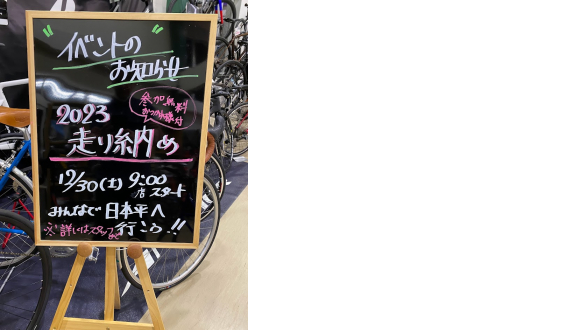 イベントの
お知らせ
参加無料
2023
走り納め
12/30(土) 9:00
店スタート
みんなで日本平へ
行こう!!
※詳しくはスタッフまで